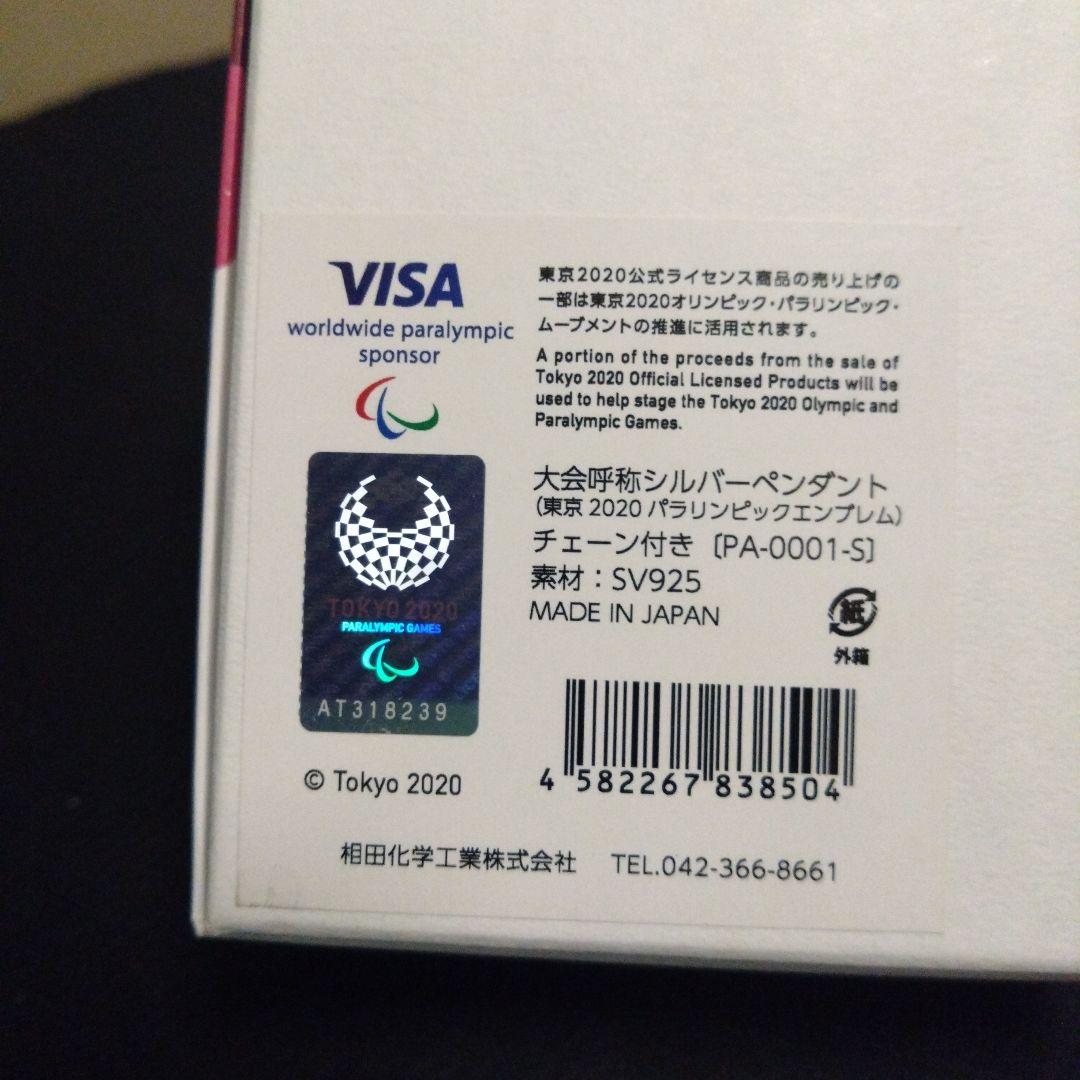 VISA
worldwide paralympic
sponsor
TOKYO 2020
PARALYMPIC GAMES
AT318239
© Tokyo 2020
東京2020公式ライセンス商品の売り上げの
一部は東京2020オリンピック・パラリンピック・
ムーブメントの推進に活用されます。
A portion of the proceeds from the sale of
Tokyo 2020 Official Licensed Products will be
used to help stage the Tokyo 2020 Olympic and
Paralympic Games.
大会呼称シルバーペンダント
(東京 2020 パラリンピックエンブレム)
チェーン付き〔PA-0001-S〕
素材：SV925
MADE IN JAPAN
紙
外箱
4 582267 838504
相田化学工業株式会社 TEL.042-366-8661